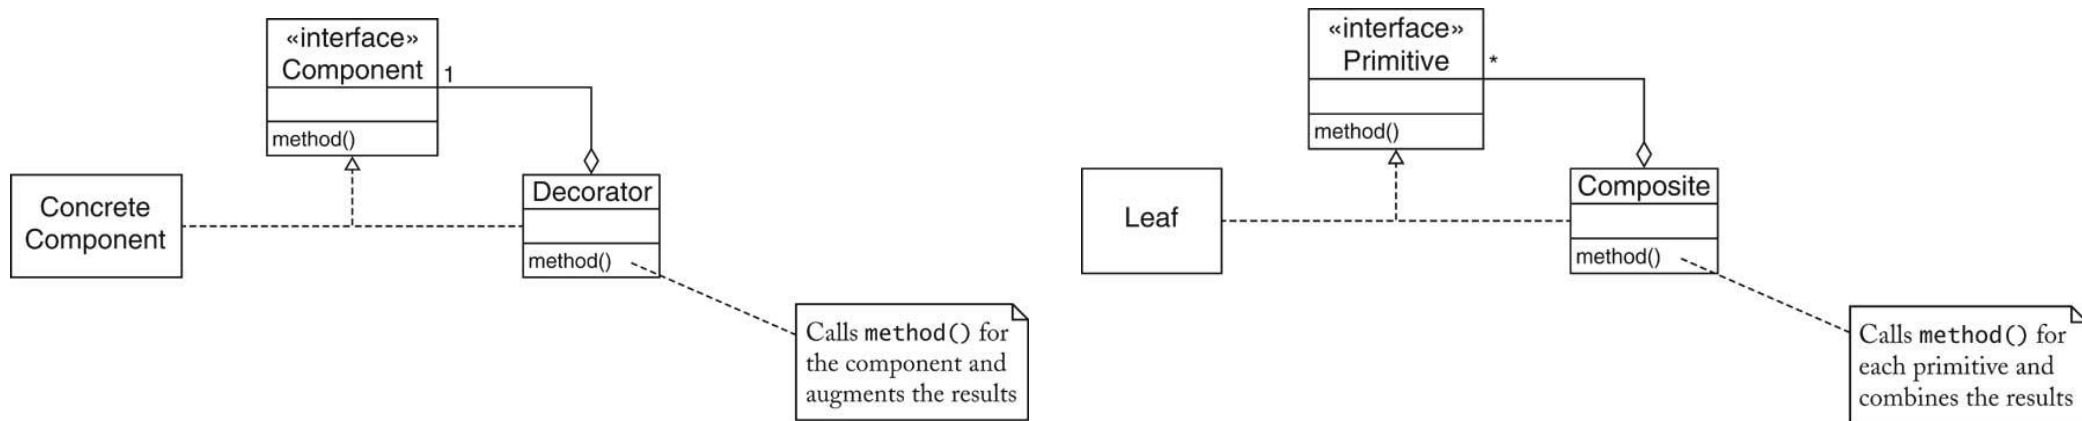 «interface»
Component
1
method()
Concrete
Component
Decorator
method()
Calls method() for
the component and
augments the results
«interface»
Primitive
*
method()
Leaf
Composite
method()
Calls method() for
each primitive and
combines the results